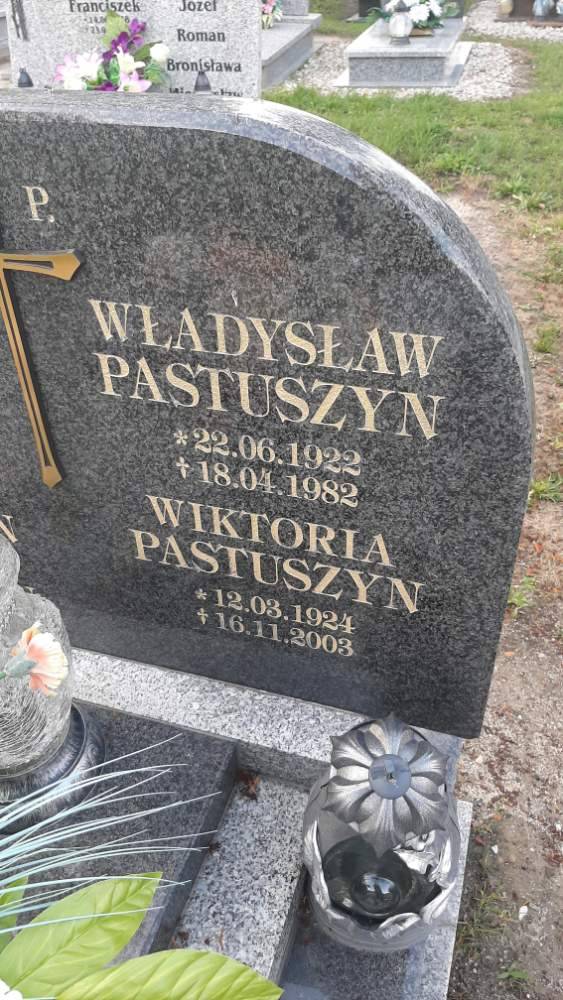 Franciszek
Józef
Roman
Bronisława
P.
WŁADYSŁAW
PASTUSZYN
*22.06.1922
†18.04.1982
WIKTORIA
PASTUSZYN
*12.03.1924
†16.11.2003